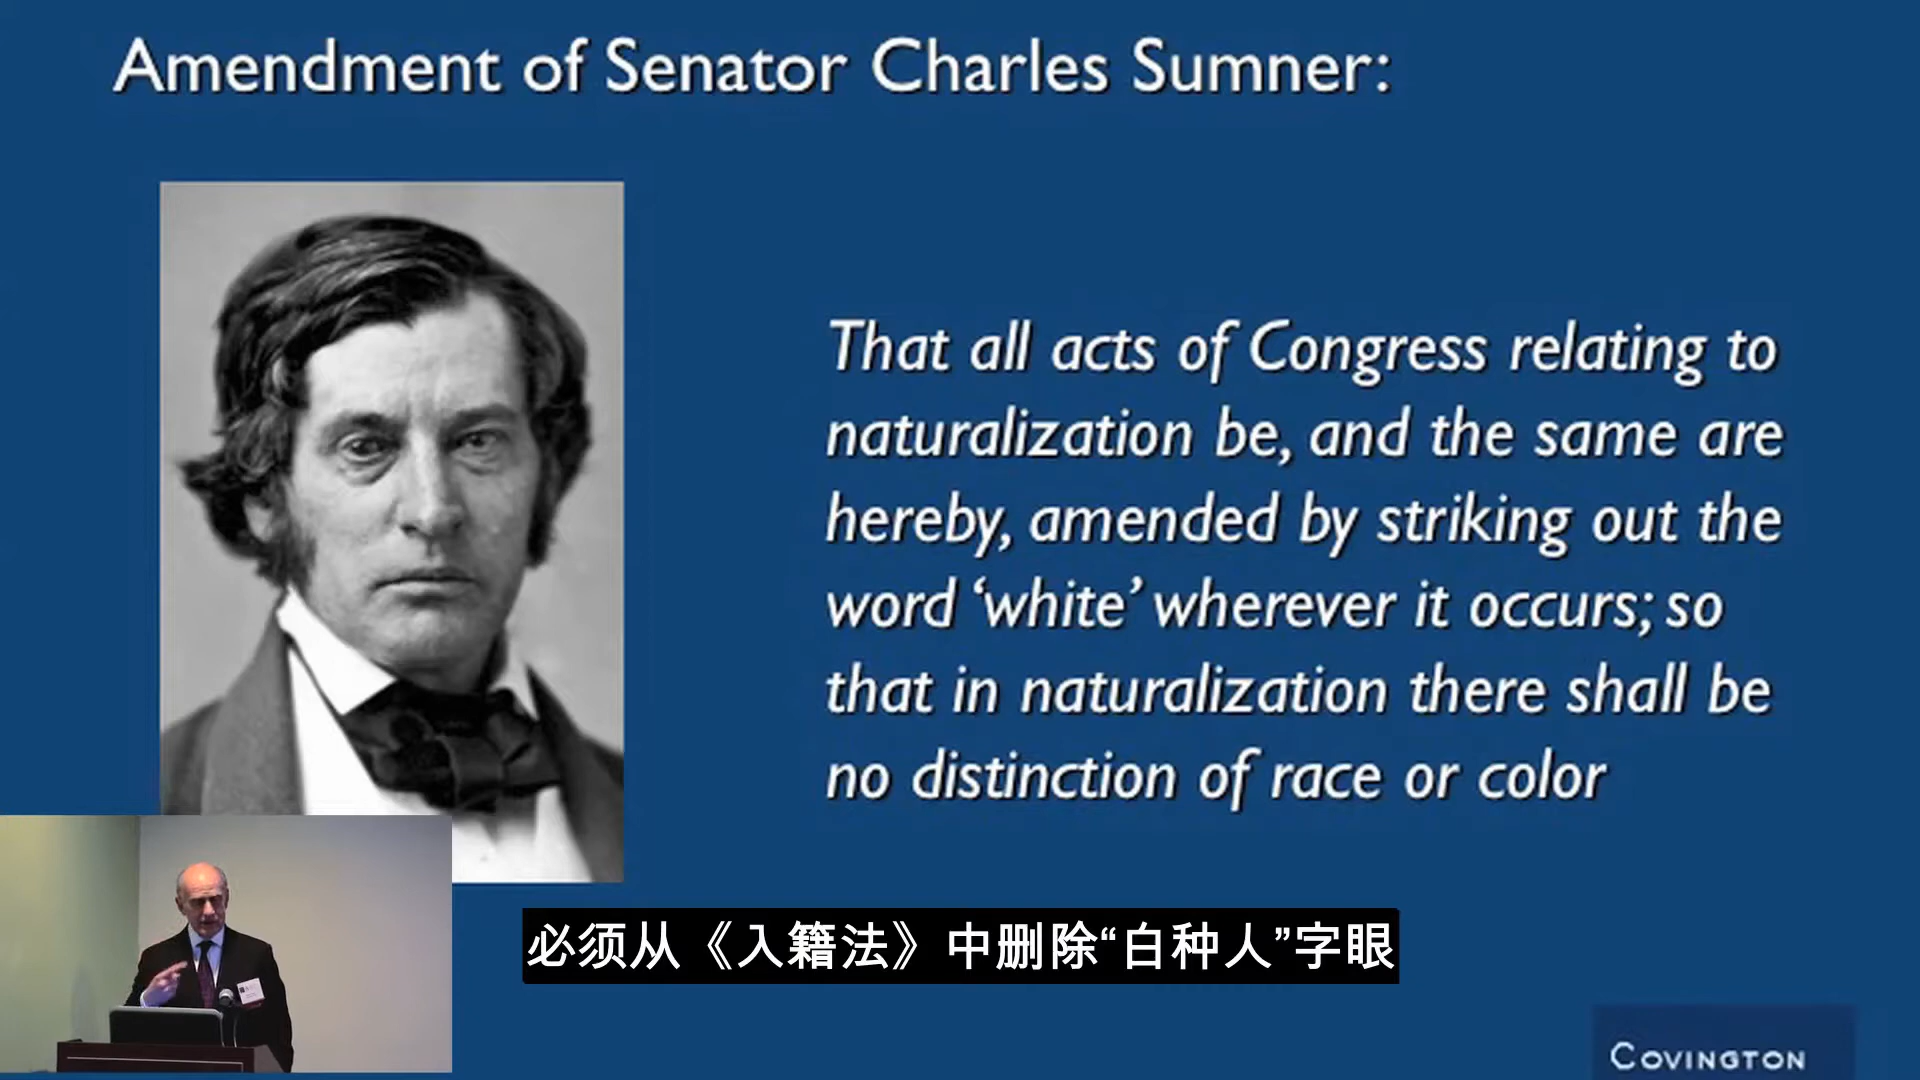 Amendment of Senator Charles Sumner:
That all acts of Congress relating to
naturalization be, and the same are
hereby, amended by striking out the
word ‘white’ wherever it occurs; so
that in naturalization there shall be
no distinction of race or color
必须从《入籍法》中删除“白种人”字眼
COVINGTON